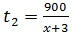 t₂ = 900/(x+3)